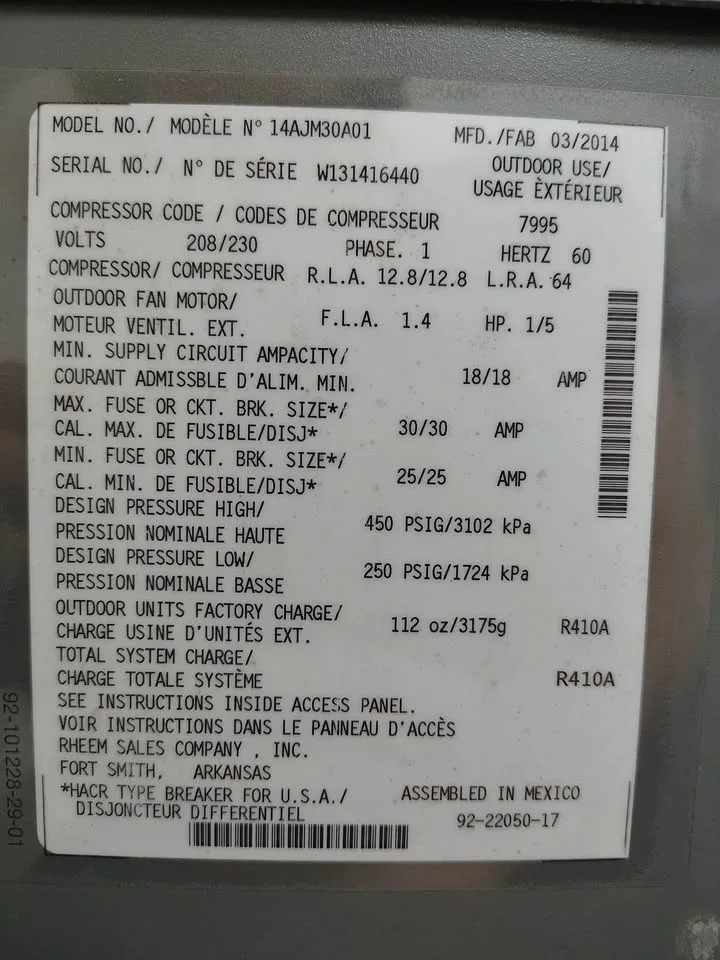 MODEL NO./ MODÈLE N° 14AJM30A01 MFD./FAB 03/2014
SERIAL NO./ N° DE SÉRIE W131416440 OUTDOOR USE/
USAGE ÈXTÉRIEUR
COMPRESSOR CODE / CODES DE COMPRESEUR 7995
VOLTS 208/230 PHASE. 1 HERTZ 60
COMPRESSOR/ COMPRESSEUR R.L.A. 12.8/12.8 L.R.A. 64
OUTDOOR FAN MOTOR/
MOTEUR VENTIL. EXT. F.L.A. 1.4 HP. 1/5
MIN. SUPPLY CIRCUIT AMPACITY/
COURANT ADMISSBLE D'ALIM. MIN. 18/18 AMP
MAX. FUSE OR CKT. BRK. SIZE*/
CAL. MAX. DE FUSIBLE/DISJ* 30/30 AMP
MIN. FUSE OR CKT. BRK. SIZE*/
CAL. MIN. DE FUSIBLE/DISJ* 25/25 AMP
DESIGN PRESSURE HIGH/
PRESSION NOMINALE HAUTE 450 PSIG/3102 kPa
DESIGN PRESSURE LOW/
PRESSION NOMINALE BASSE 250 PSIG/1724 kPa
OUTDOOR UNITS FACTORY CHARGE/
CHARGE USINE D'UNITÉS EXT. 112 oz/3175g R410A
TOTAL SYSTEM CHARGE/
CHARGE TOTALE SYSTÈME R410A
SEE INSTRUCTIONS INSIDE ACCESS PANEL.
VOIR INSTRUCTIONS DANS LE PANNEAU D'ACCÈS
RHEEM SALES COMPANY , INC.
FORT SMITH, ARKANSAS
*HACR TYPE BREAKER FOR U.S.A./ ASSEMBLED IN MEXICO
DISJONCTEUR DIFFERENTIEL 92-22050-17
92-101228-29-01